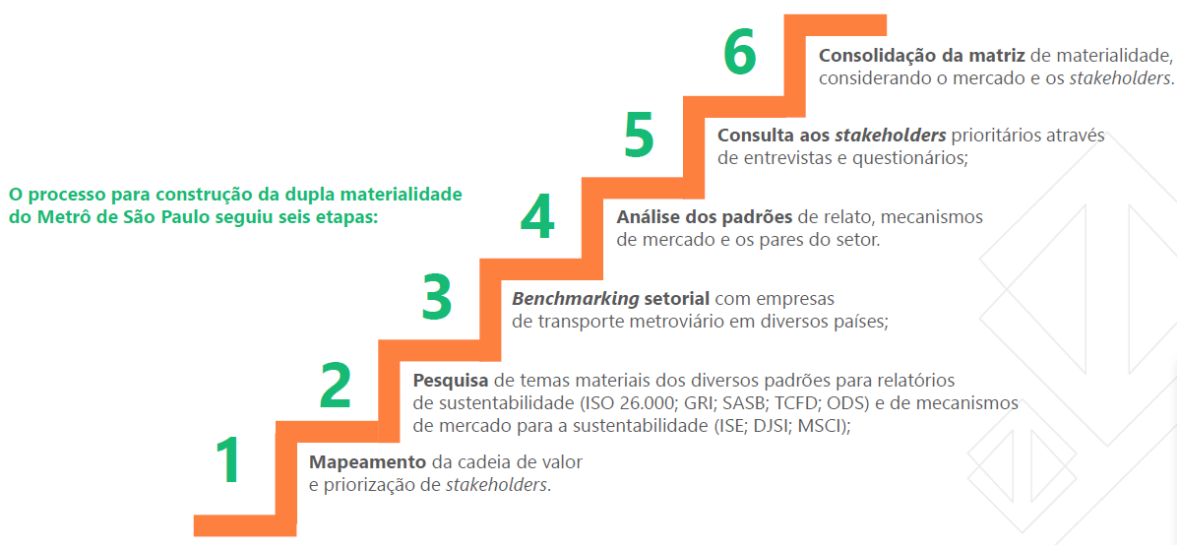 O processo para construção da dupla materialidade
do Metrô de São Paulo seguiu seis etapas:
1
Mapeamento da cadeia de valor
e priorização de stakeholders.
2
Pesquisa de temas materiais dos diversos padrões para relatórios
de sustentabilidade (ISO 26.000; GRI; SASB; TCFD; ODS) e de mecanismos
de mercado para a sustentabilidade (ISE; DJSI; MSCI);
3
Benchmarking setorial com empresas
de transporte metroviário em diversos países;
4
Análise dos padrões de relato, mecanismos
de mercado e os pares do setor.
5
Consulta aos stakeholders prioritários através
de entrevistas e questionários;
6
Consolidação da matriz de materialidade,
considerando o mercado e os stakeholders.